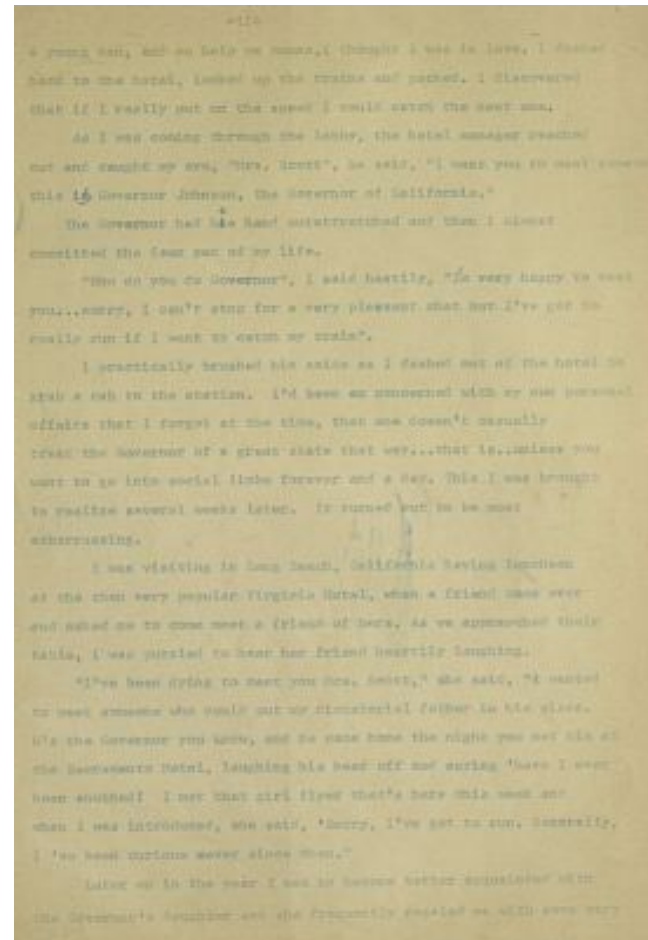 a young man, and so help me Hanna, I thought I was in love, I dashed
back to the hotel, looked up the trains and packed. I discovered
that if I really put on the speed I could catch the next one.
As I was coming through the lobby, the hotel manager reached
out and caught my arm, "Mrs. Scott", he said, "I want you to meet
this is Governor Johnson, the Governor of California."
The Governor had his hand outstretched and then I almost
committed the faux pas of my life.
"How do you do Governor", I said hastily, "I'm very happy to meet
you...sorry, I can't stop for a very pleasant chat but I've got to
really run if I want to catch my train".
I practically brushed him aside as I dashed out of the hotel to
grab a cab to the station. I'd been so concerned with my own personal
affairs that I forgot at the time, that one doesn't casually
treat the Governor of a great state that way...that is..unless you
want to go into social limbo forever and a day. This I was brought
to realize several weeks later. It turned out to be most
embarrassing.
I was visiting in Long Beach, California having luncheon
at the then very popular Virginia Hotel, when a friend came over
and asked me to come meet a friend of hers. As we approached their
table, I was puzzled to hear her friend heartily laughing.
"I've been dying to meet you Mrs. Scott," she said, "I wanted
to meet someone who could put my dictatorial father in his place.
He's the Governor you know, and he came home the night you met him at
the Sacramento Hotel, laughing his head off and saying 'have I ever
been snubbed! I met that girl flyer that's here this week and
when I was introduced, she said, 'Sorry, I've got to run.
I 've been curious ever since then."
Later on in the year I was to become better acquainted with
the Governor's daughter and she frequently me with some very